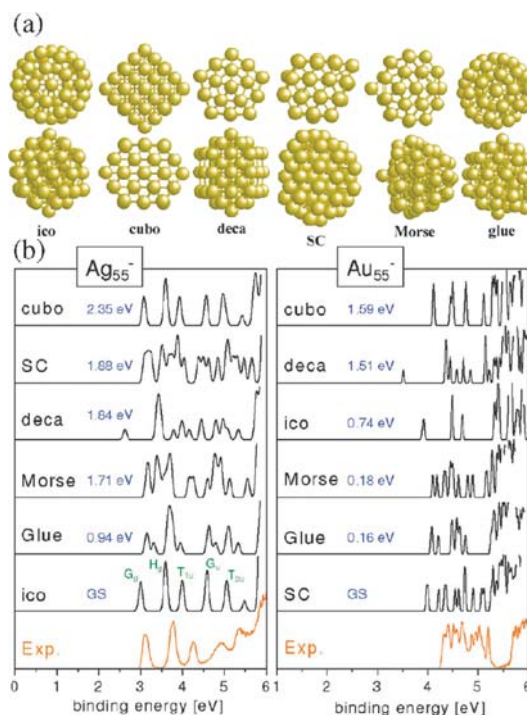 (a)
ico cubo deca SC Morse glue
(b)
Ag55-
cubo 2.35 eV
SC 1.88 eV
deca 1.84 eV
Morse 1.71 eV
Glue 0.94 eV
Gg Hg T1u Gu T2u
ico GS
Exp.
0 1 2 3 4 5 6
binding energy [eV]
Au55-
cubo 1.59 eV
deca 1.51 eV
ico 0.74 eV
Morse 0.18 eV
Glue 0.16 eV
SC GS
Exp.
4 5 6
binding energy [eV]